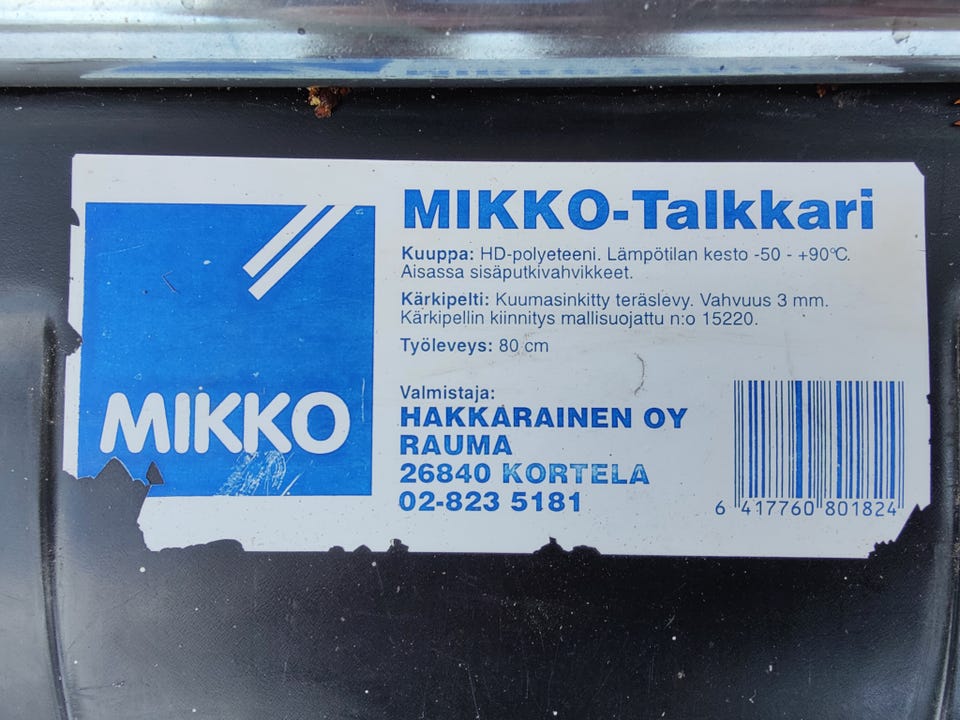 MIKKO
MIKKO-Talkkari
Kuuppa: HD-polyeteeni. Lämpötilan kesto -50 - +90°C.
Aisassa sisäputkivahvikkeet.
Kärkipelti: Kuumasinkitty teräslevy. Vahvuus 3 mm.
Kärkipellin kiinnitys mallisuojattu n:o 15220.
Työleveys: 80 cm
Valmistaja:
HAKKARAINEN OY
RAUMA
26840 KORTELA
02-823 5181
6 417760 801824